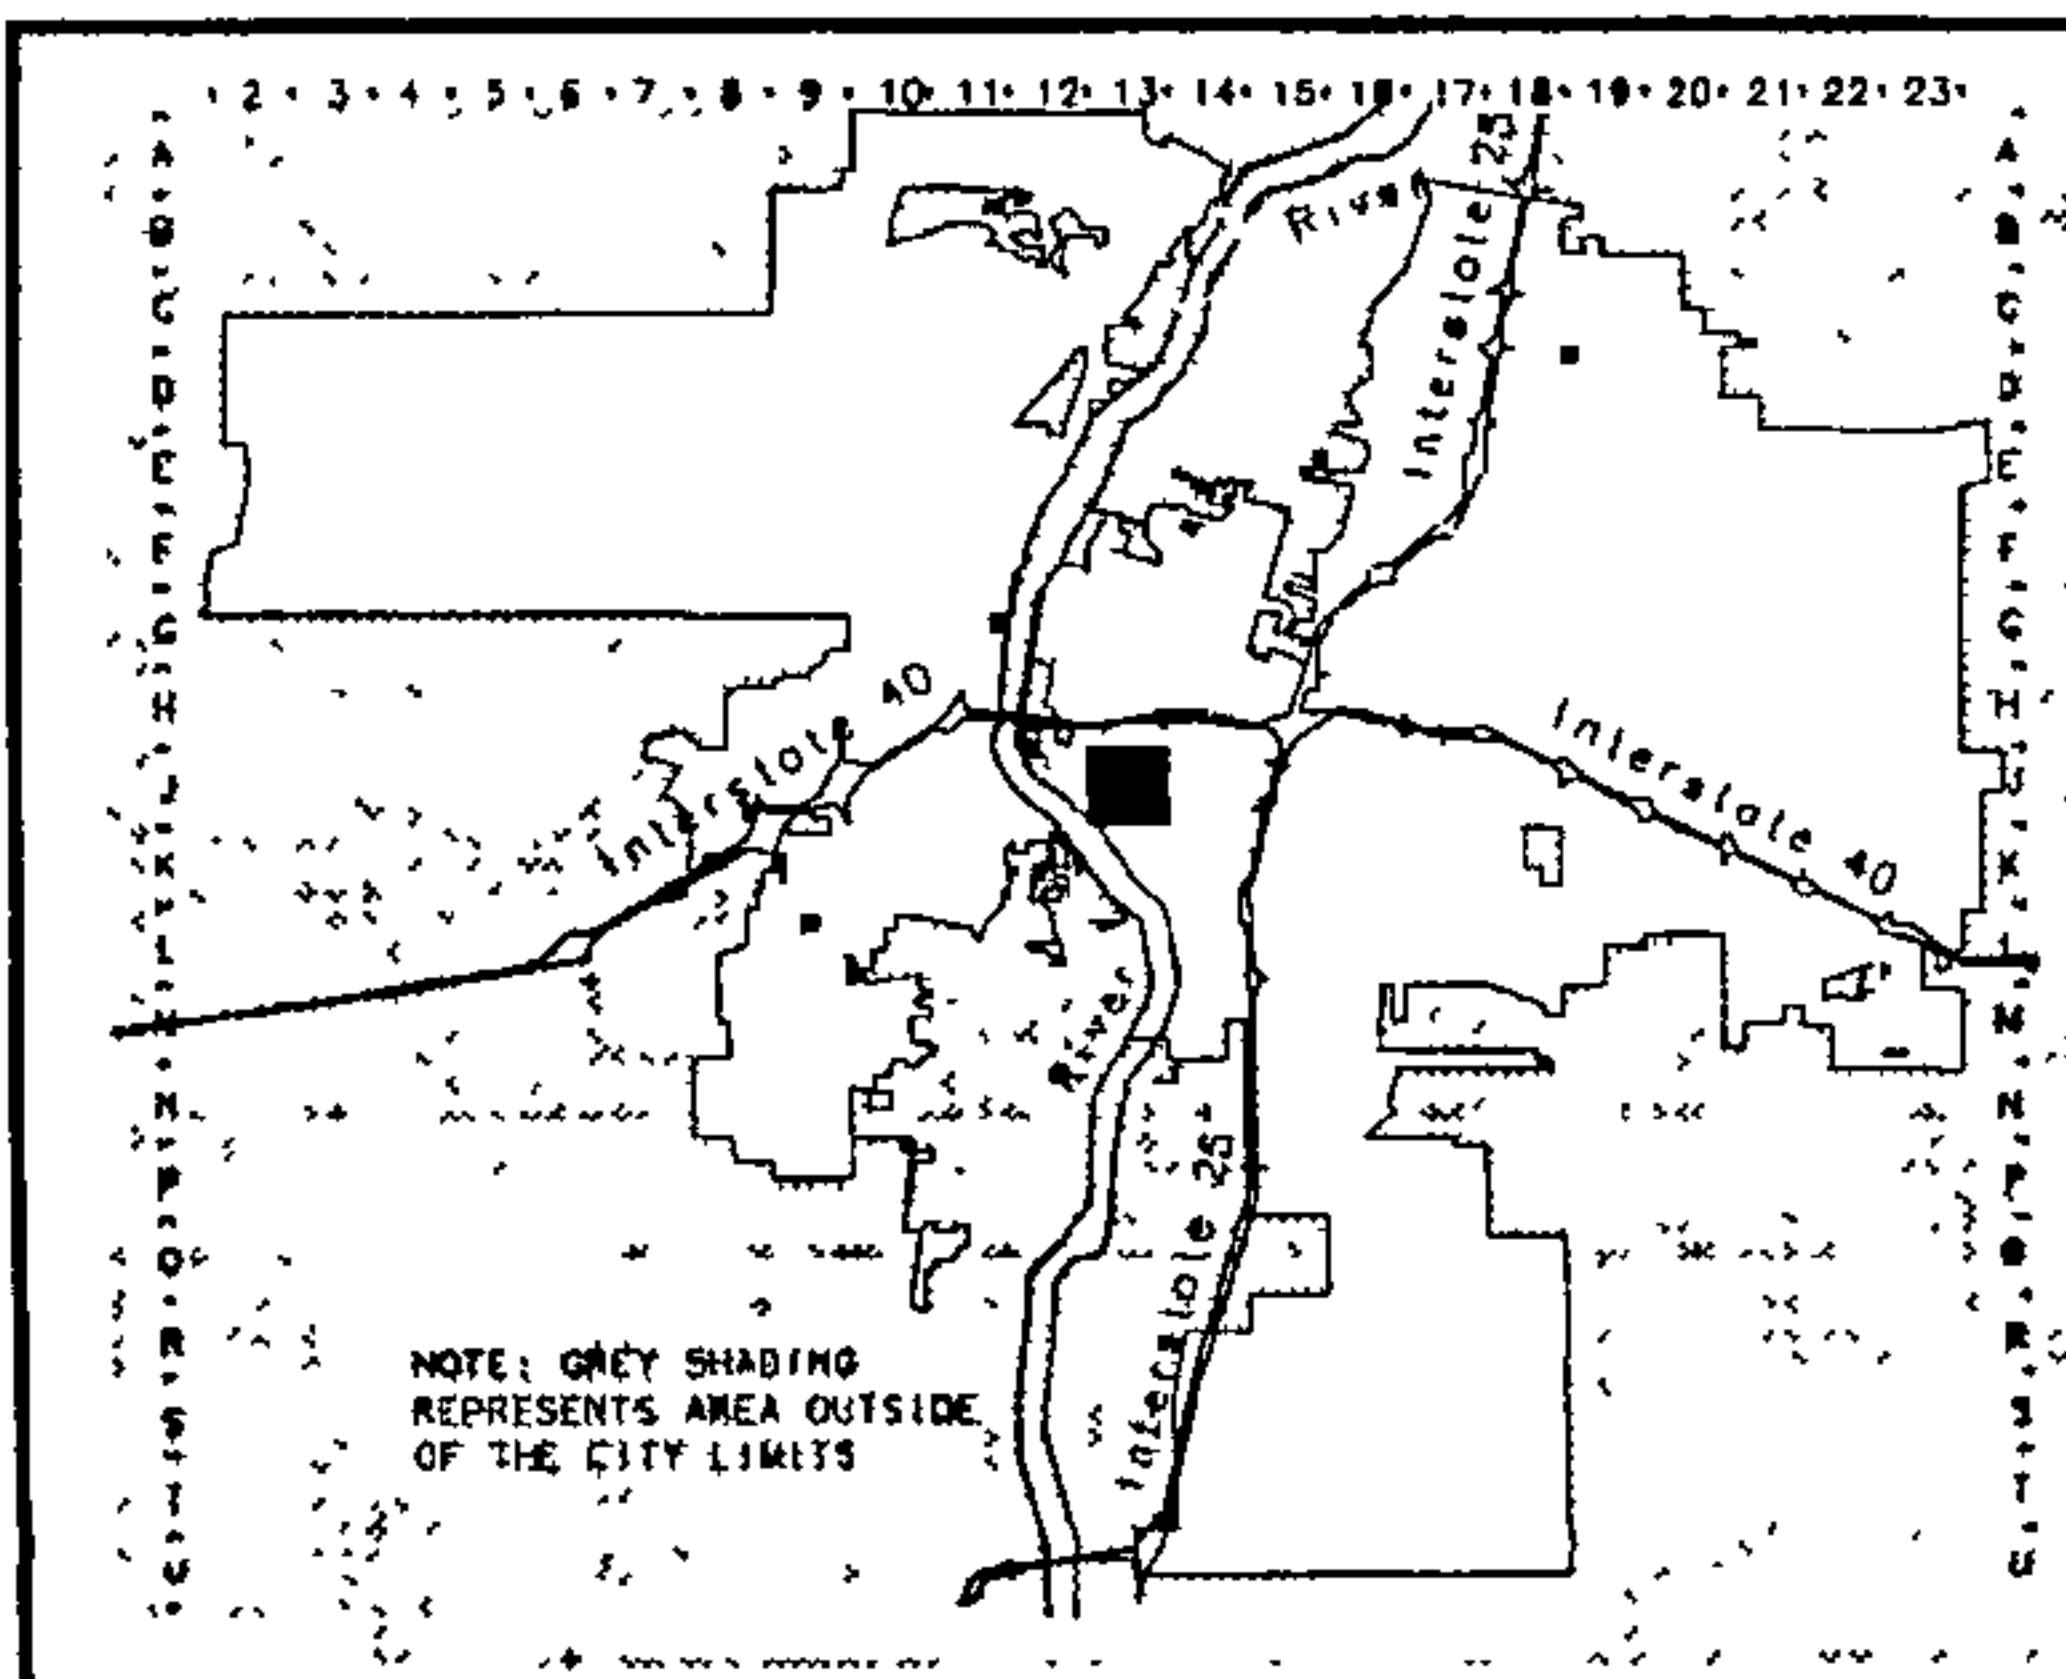 2 3 4 5 6 7 8 9 10 11 12 13 14 15 16 17 18 19 20 21 22 23
A
B
C
D
E
F
G
H
J
K
L
M
N
P
Q
R
S
T
U
A
B
C
D
E
F
G
H
J
K
L
M
N
P
Q
R
S
T
U
River
Interstate 25
Interstate 40
Interstate 40
River
Interstate 25
NOTE: GREY SHADING
REPRESENTS AREA OUTSIDE
OF THE CITY LIMITS